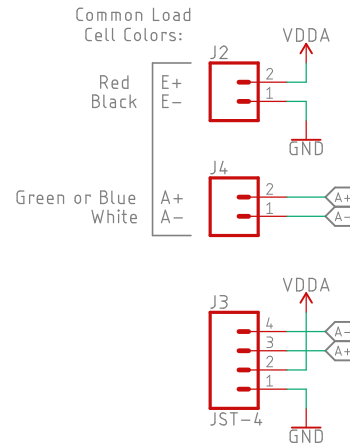 Common Load
Cell Colors:
VDDA
J2
Red E+ 2
Black E- 1
GND
J4
Green or Blue A+ 2 A+
White A- 1 A-
VDDA
J3
4 A-
3 A+
2
1
JST-4
GND